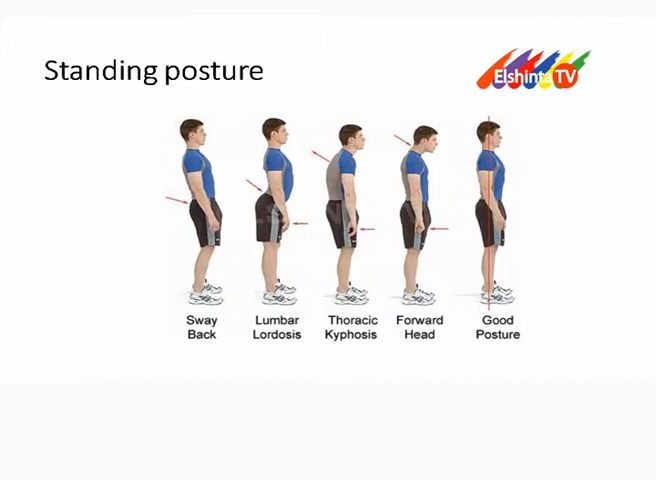 Standing posture
Elshinta TV
Sway
Back
Lumbar
Lordosis
Thoracic
Kyphosis
Forward
Head
Good
Posture